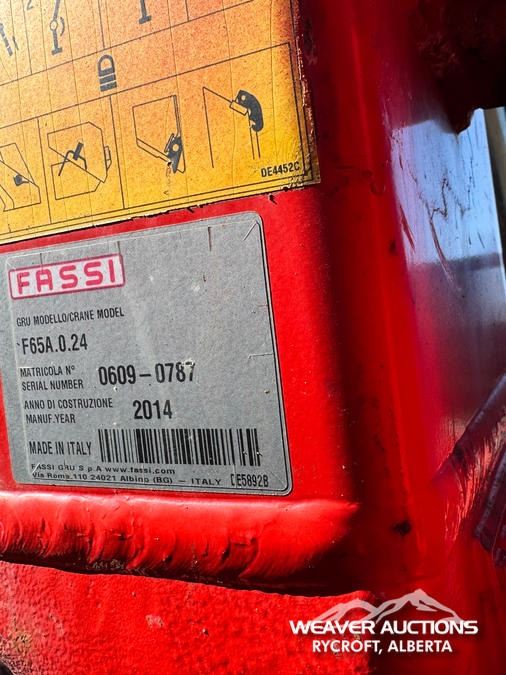 DE4452C
FASSI
GRU MODELLO/CRANE MODEL
F65A.0.24
MATRICOLA N°
SERIAL NUMBER 0609-0787
ANNO DI COSTRUZIONE
MANUF.YEAR 2014
MADE IN ITALY
FASSI GRU S.p.A www.fassi.com
Via Roma,110 24021 Albino (BG) - ITALY DE5892B
WEAVER AUCTIONS
RYCROFT, ALBERTA